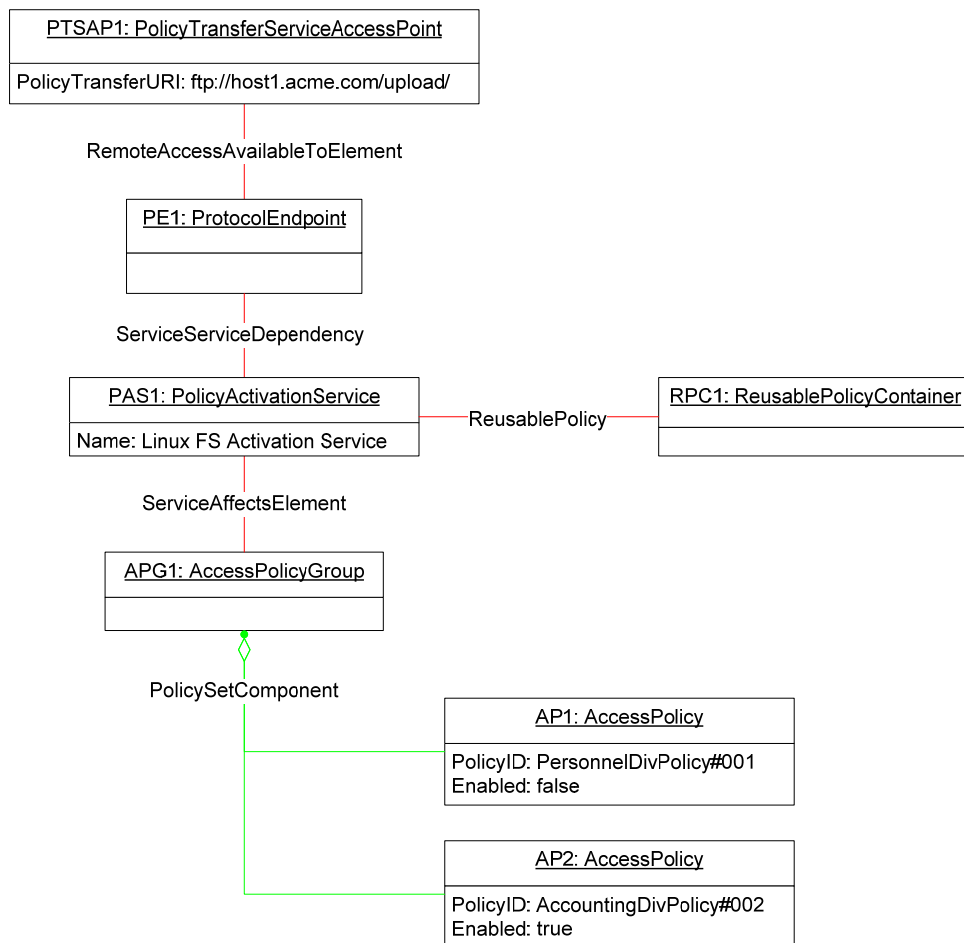 PTSAP1: PolicyTransferServiceAccessPoint
PolicyTransferURI: ftp://host1.acme.com/upload/
RemoteAccessAvailableToElement
PE1: ProtocolEndpoint
ServiceServiceDependency
PAS1: PolicyActivationService
Name: Linux FS Activation Service
ReusablePolicy
RPC1: ReusablePolicyContainer
ServiceAffectsElement
APG1: AccessPolicyGroup
PolicySetComponent
AP1: AccessPolicy
PolicyID: PersonnelDivPolicy#001
Enabled: false
AP2: AccessPolicy
PolicyID: AccountingDivPolicy#002
Enabled: true